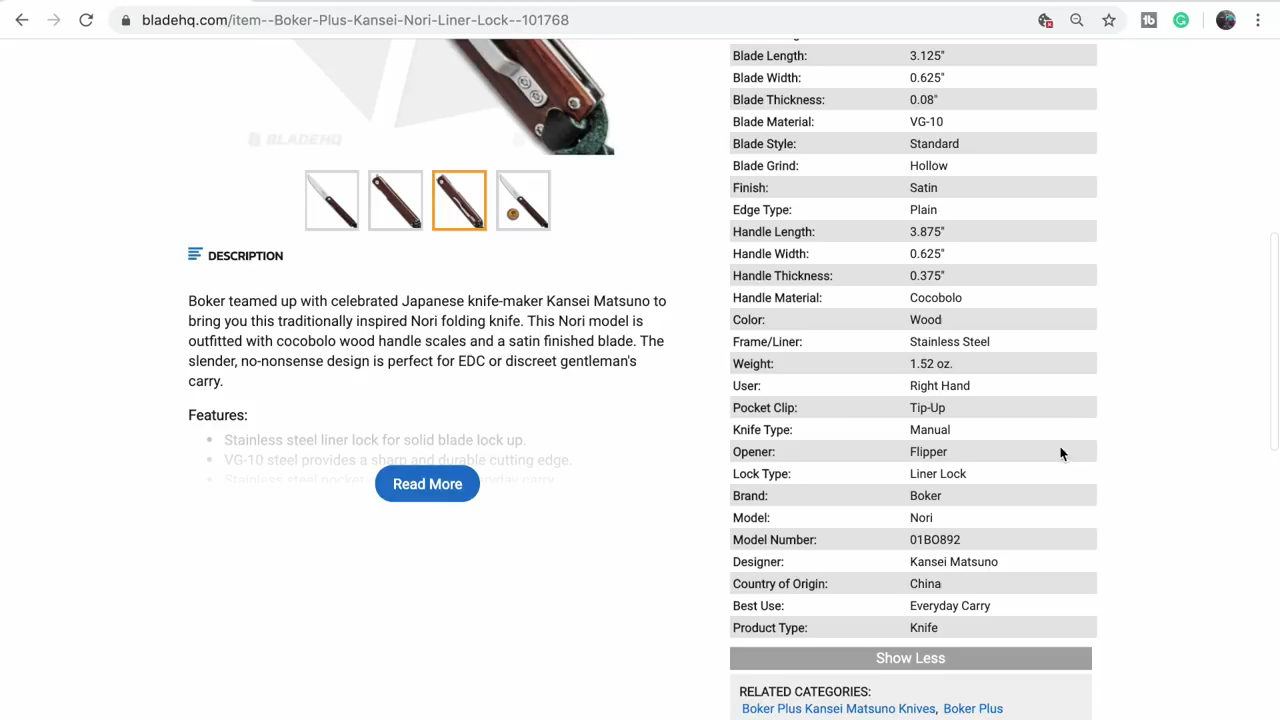 bladehq.com/item--Boker-Plus-Kansei-Nori-Liner-Lock--101768
BLADEHQ
DESCRIPTION
Boker teamed up with celebrated Japanese knife-maker Kansei Matsuno to
bring you this traditionally inspired Nori folding knife. This Nori model is
outfitted with cocobolo wood handle scales and a satin finished blade. The
slender, no-nonsense design is perfect for EDC or discreet gentleman's
carry.
Features:
Stainless steel liner lock for solid blade lock up.
VG-10 steel provides a sharp and durable cutting edge.
Stainless steel pocket
Read More
Blade Length: 3.125"
Blade Width: 0.625"
Blade Thickness: 0.08"
Blade Material: VG-10
Blade Style: Standard
Blade Grind: Hollow
Finish: Satin
Edge Type: Plain
Handle Length: 3.875"
Handle Width: 0.625"
Handle Thickness: 0.375"
Handle Material: Cocobolo
Color: Wood
Frame/Liner: Stainless Steel
Weight: 1.52 oz.
User: Right Hand
Pocket Clip: Tip-Up
Knife Type: Manual
Opener: Flipper
Lock Type: Liner Lock
Brand: Boker
Model: Nori
Model Number: 01BO892
Designer: Kansei Matsuno
Country of Origin: China
Best Use: Everyday Carry
Product Type: Knife
Show Less
RELATED CATEGORIES:
Boker Plus Kansei Matsuno Knives, Boker Plus